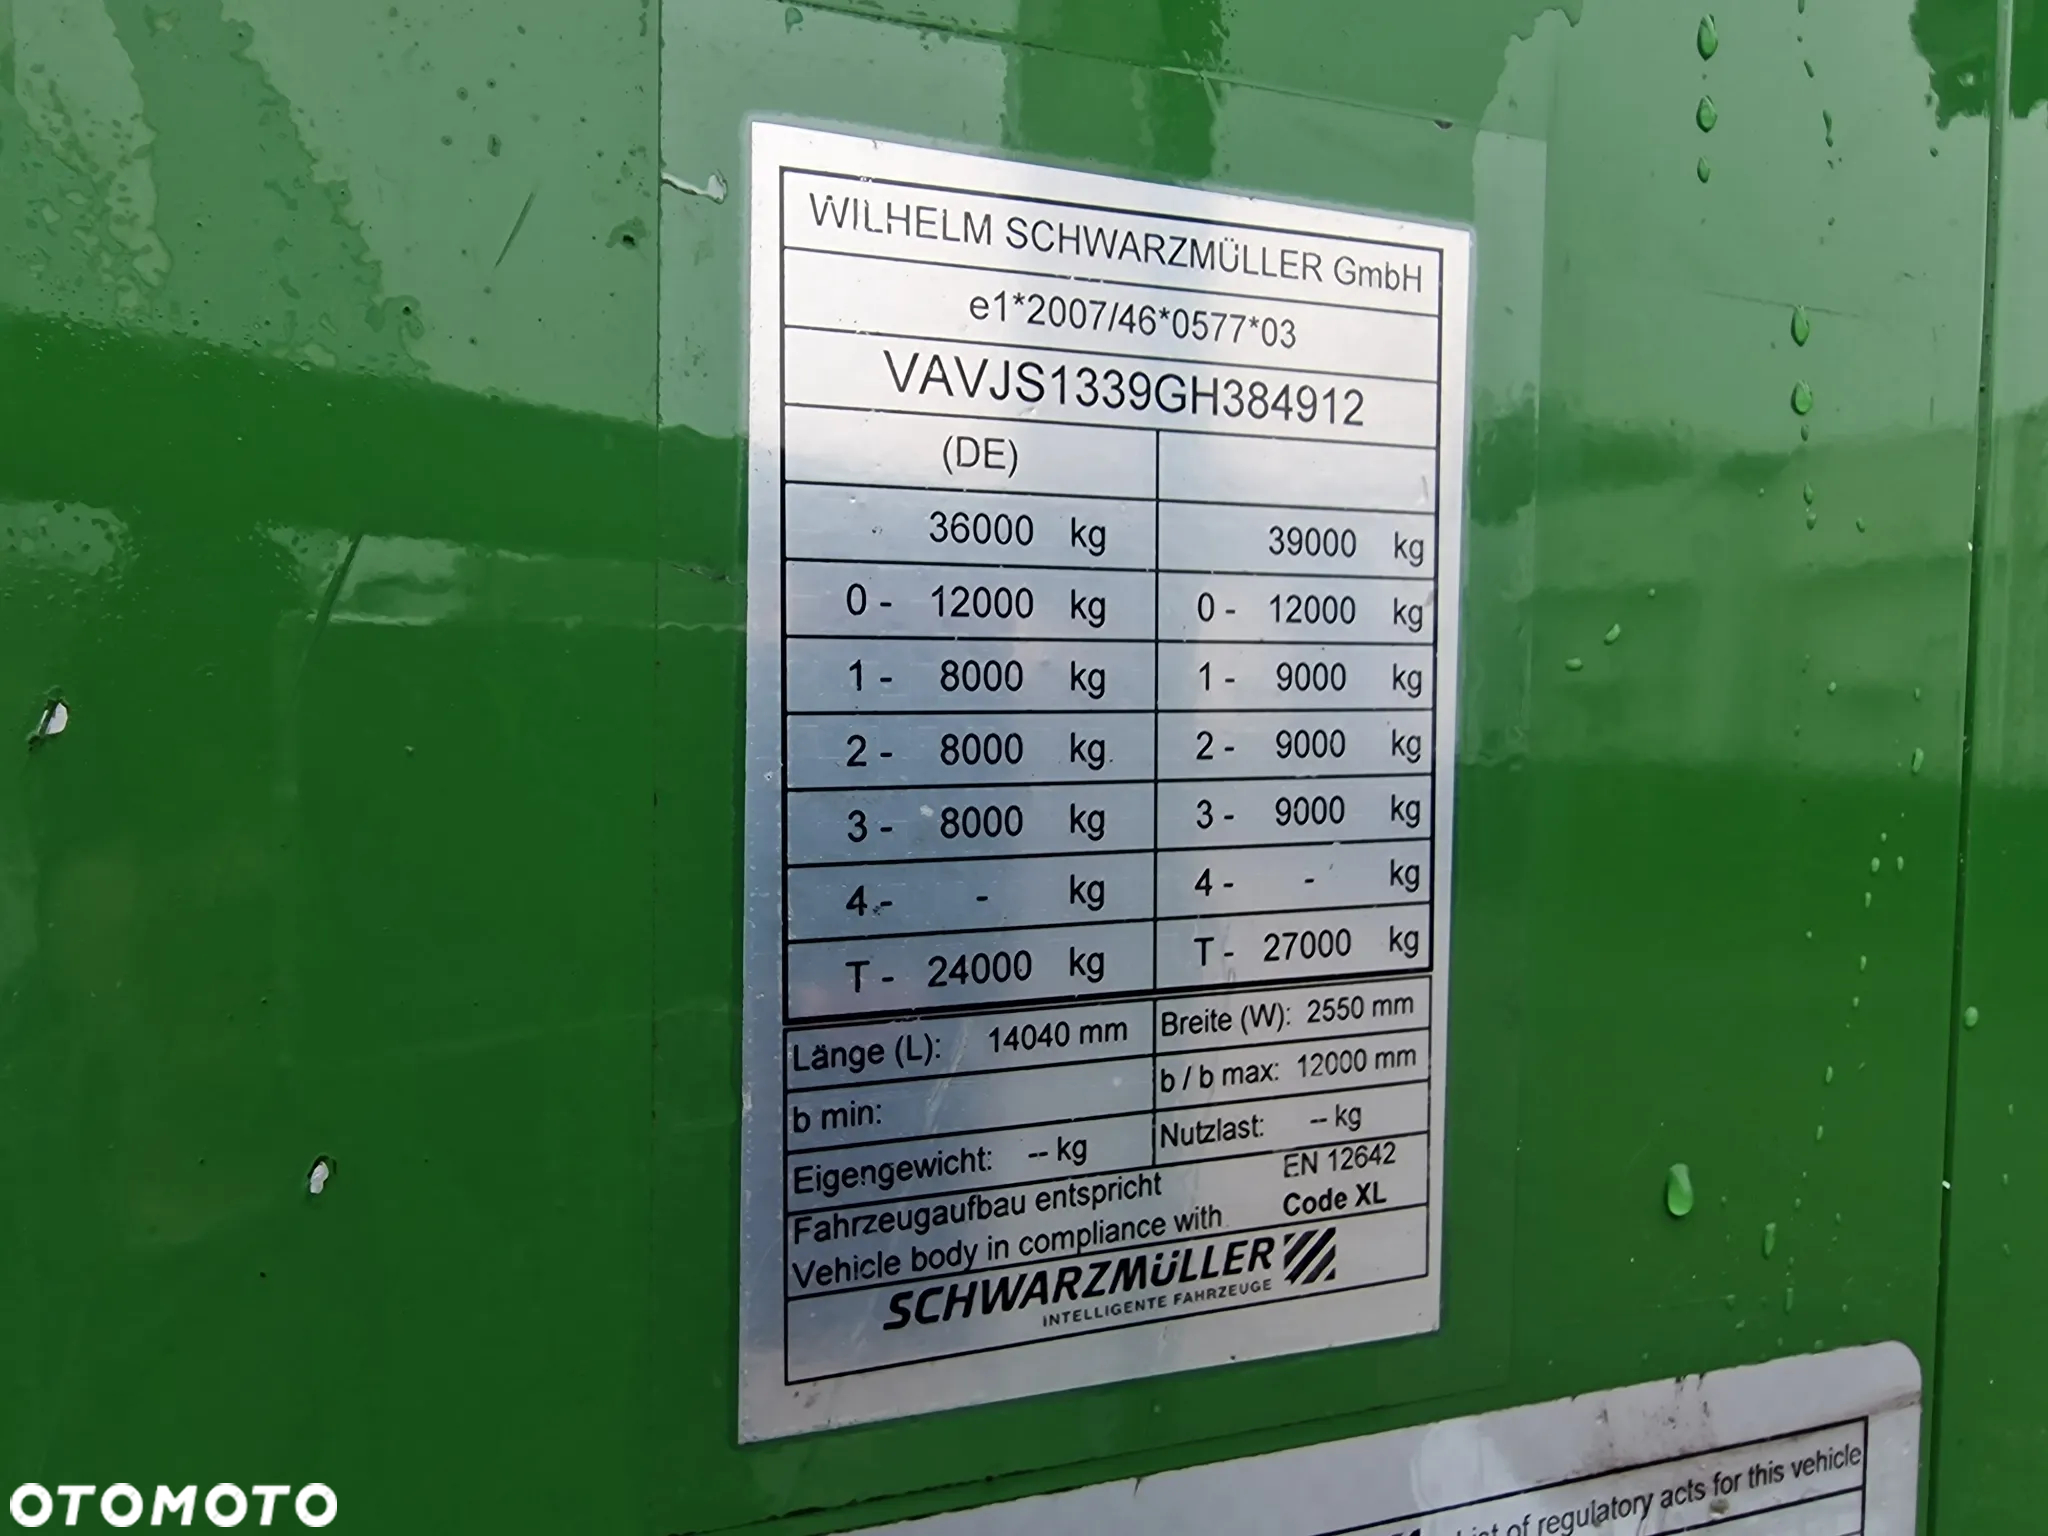 WILHELM SCHWARZMÜLLER GmbH
e1*2007/46*0577*03
VAVJS1339GH384912
(DE)
36000 kg 39000 kg
0 - 12000 kg 0 - 12000 kg
1 - 8000 kg 1 - 9000 kg
2 - 8000 kg 2 - 9000 kg
3 - 8000 kg 3 - 9000 kg
4 - - kg 4 - - kg
T - 24000 kg T - 27000 kg
Länge (L): 14040 mm Breite (W): 2550 mm
b min: b / b max: 12000 mm
Eigengewicht: -- kg Nutzlast: -- kg
Fahrzeugaufbau entspricht EN 12642
Vehicle body in compliance with Code XL
SCHWARZMÜLLER
INTELLIGENTE FAHRZEUGE
of regulatory acts for this vehicle
OTOMOTO